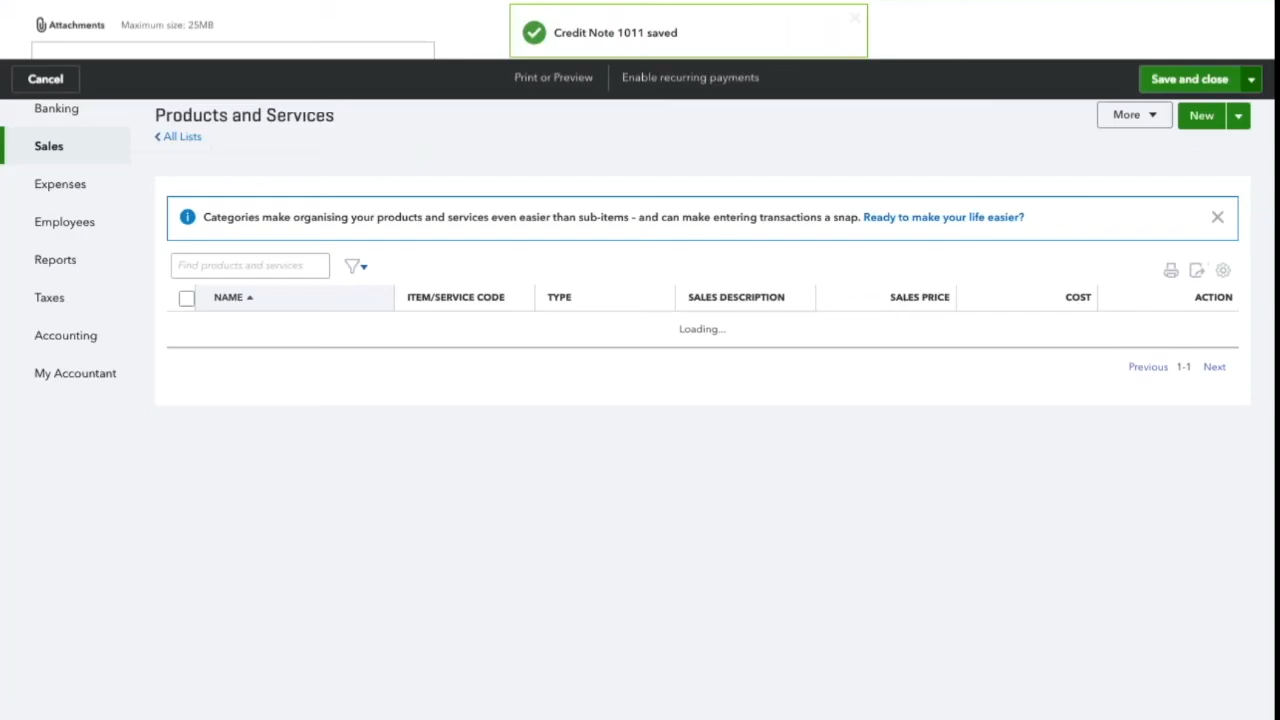 Attachments Maximum size: 25MB
Credit Note 1011 saved
Cancel Print or Preview Enable recurring payments Save and close
Banking
Products and Services
More New
All Lists
Sales
Expenses
Categories make organising your products and services even easier than sub-items – and can make entering transactions a snap. Ready to make your life easier?
Employees
Reports
Find products and services
Taxes
NAME ITEM/SERVICE CODE TYPE SALES DESCRIPTION SALES PRICE COST ACTION
Loading...
Accounting
Previous 1-1 Next
My Accountant